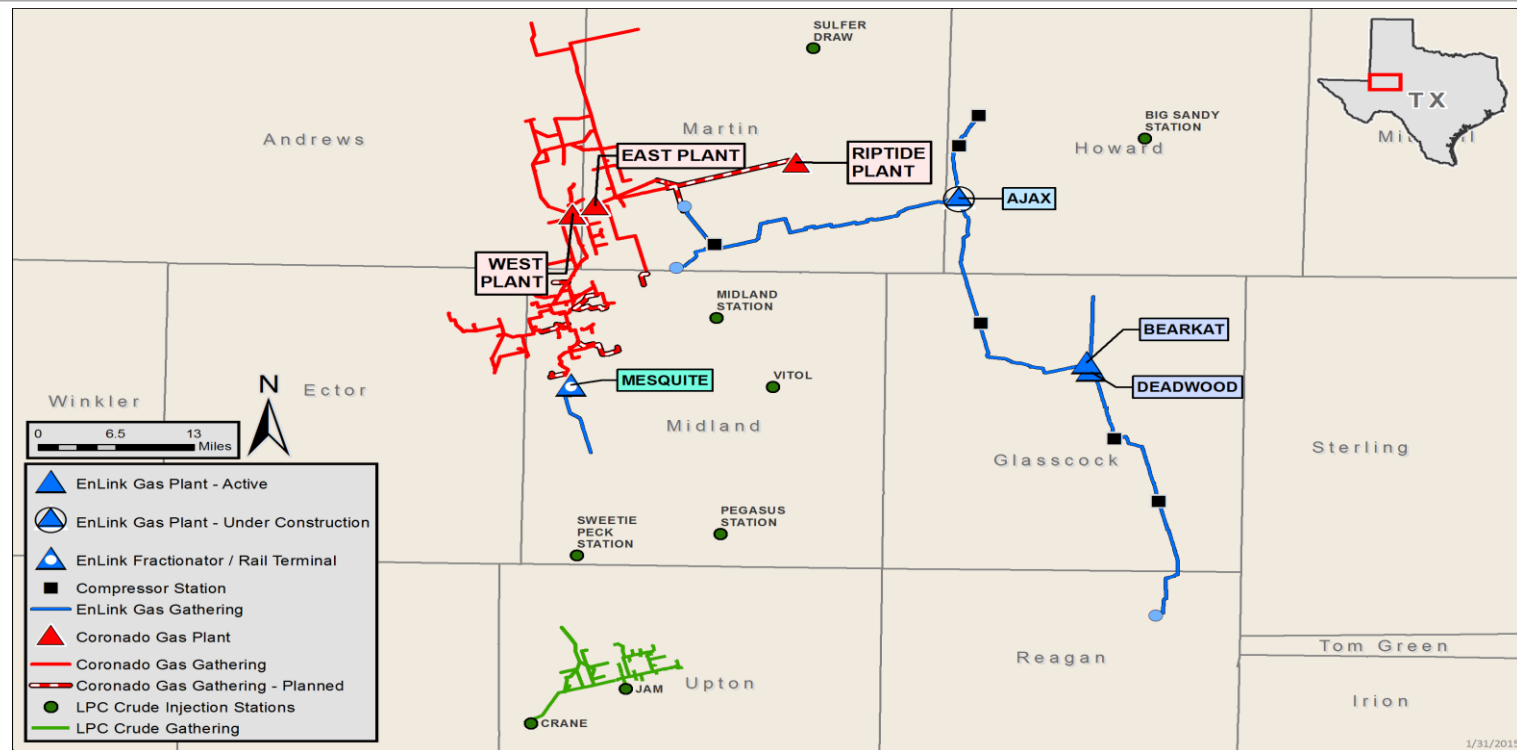 SULFER
DRAW
TX
Andrews
Martin
BIG SANDY
STATION
Howard
EAST PLANT
RIPTIDE
PLANT
AJAX
WEST
PLANT
MIDLAND
STATION
BEARKAT
N
MESQUITE
VITOL
DEADWOOD
Winkler
Ector
Midland
0 6.5 13
Miles
Glasscock
Sterling
EnLink Gas Plant - Active
EnLink Gas Plant - Under Construction
EnLink Fractionator / Rail Terminal
Compressor Station
EnLink Gas Gathering
Coronado Gas Plant
Coronado Gas Gathering
Coronado Gas Gathering - Planned
LPC Crude Injection Stations
LPC Crude Gathering
SWEETIE
PECK
STATION
PEGASUS
STATION
Reagan
Tom Green
Upton
JAM
CRANE
Irion
1/31/2015